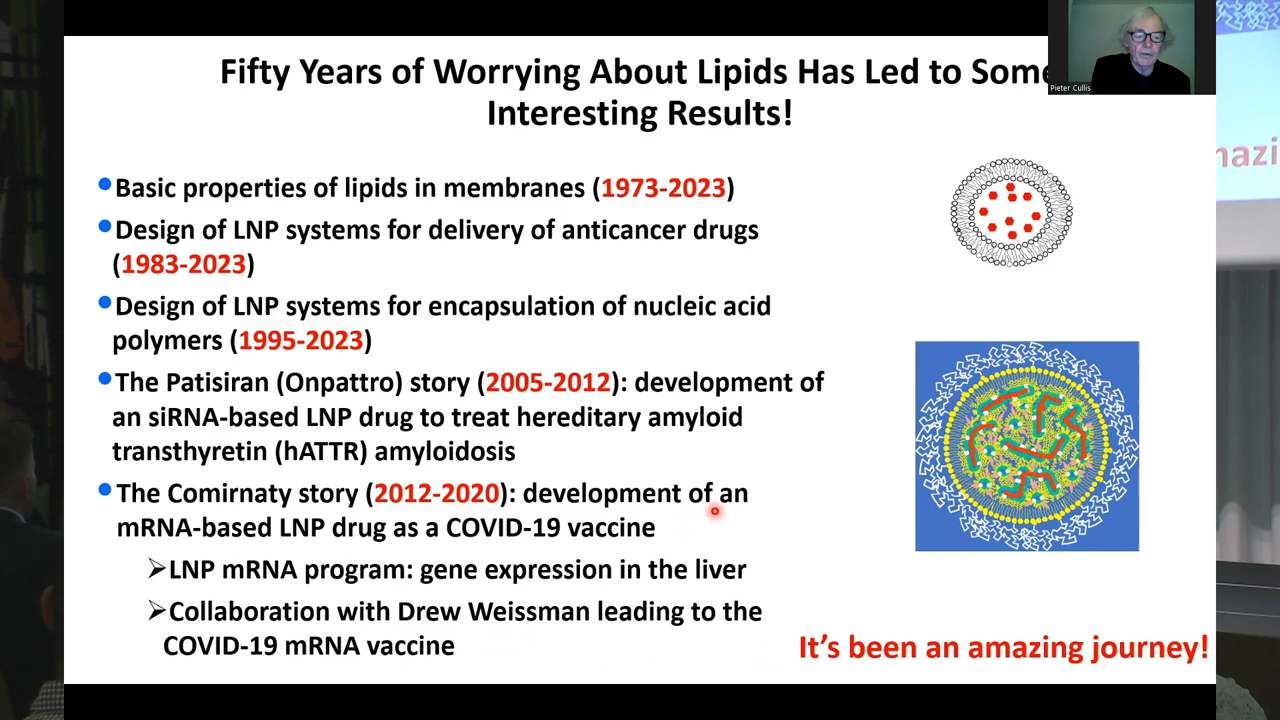 Fifty Years of Worrying About Lipids Has Led to Some
Interesting Results!
Pieter Cullis
Basic properties of lipids in membranes (1973-2023)
Design of LNP systems for delivery of anticancer drugs
(1983-2023)
Design of LNP systems for encapsulation of nucleic acid
polymers (1995-2023)
The Patisiran (Onpattro) story (2005-2012): development of
an siRNA-based LNP drug to treat hereditary amyloid
transthyretin (hATTR) amyloidosis
The Comirnaty story (2012-2020): development of an
mRNA-based LNP drug as a COVID-19 vaccine
LNP mRNA program: gene expression in the liver
Collaboration with Drew Weissman leading to the
COVID-19 mRNA vaccine
It's been an amazing journey!